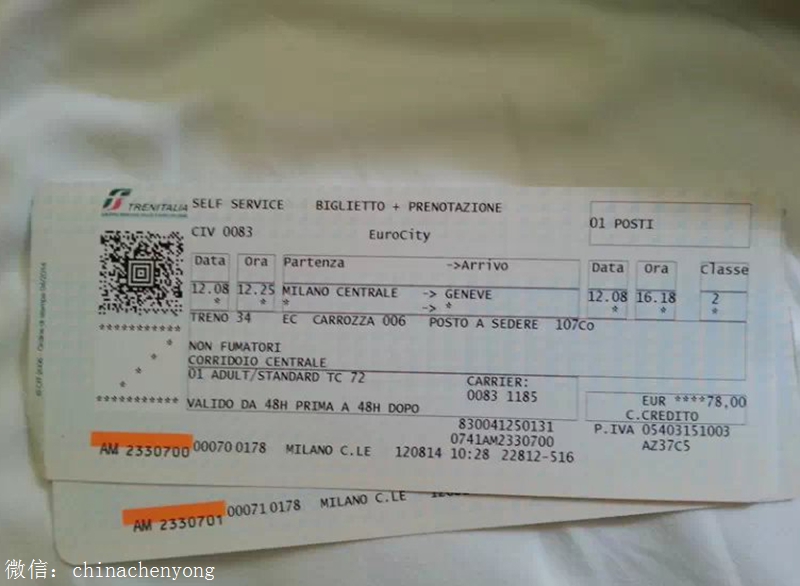 TRENITALIA
SELF SERVICE BIGLIETTO + PRENOTAZIONE
01 POSTI
CIV 0083 EuroCity
Data Ora Partenza ->Arrivo Data Ora Classe
12.08 12.25 MILANO CENTRALE -> GENEVE 12.08 16.18 2
* * * -> * * * *
TRENO 34 EC CARROZZA 006 POSTO A SEDERE 107Co
NON FUMATORI
CORRIDOIO CENTRALE
01 ADULT/STANDARD TC 72
CARRIER:
0083 1185
EUR ****78,00
C.CREDITO
VALIDO DA 48H PRIMA A 48H DOPO
830041250131
P.IVA 05403151003
0741AM2330700
AZ37C5
AM 2330700 00070 0178 MILANO C.LE 120814 10:28 22812-516
AM 2330701 00071 0178 MILANO C.LE
微信：chinachenyong